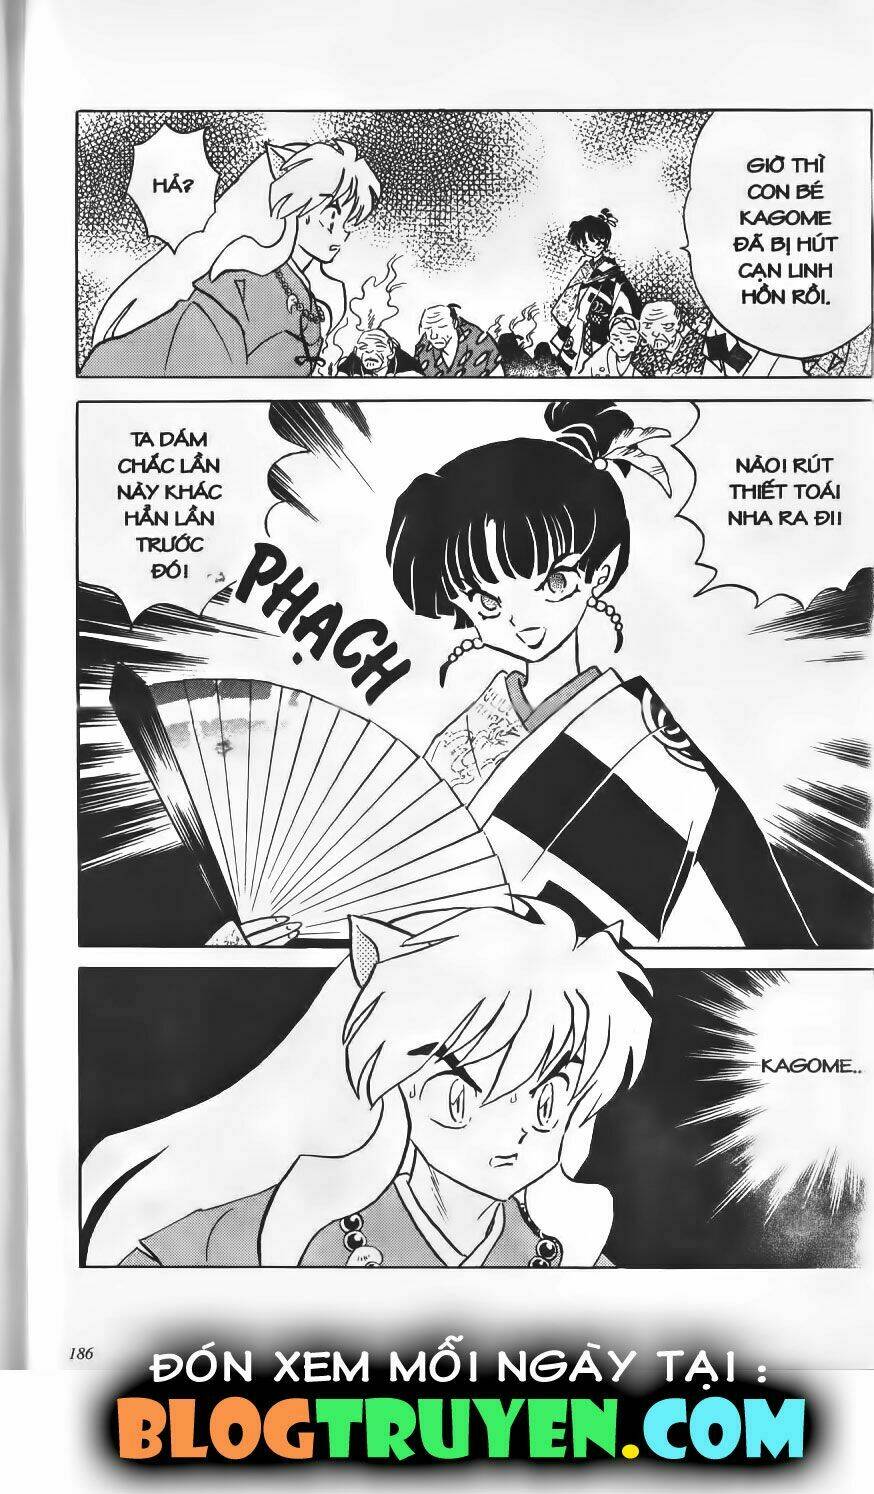 HẢ?
GIỜ THÌ
CON BÉ
KAGOME
ĐÃ BỊ HÚT
CẠN LINH
HỒN RỒI.
TA DÁM
CHẮC LẦN
NÀY KHÁC
HẲN LẦN
TRƯỚC
ĐÓ!
NÀO! RÚT
THIẾT TOÁI
NHA RA ĐI!
PHẠCH
KAGOME..
186
ĐÓN XEM MỖI NGÀY TẠI :
BLOGTRUYEN.COM